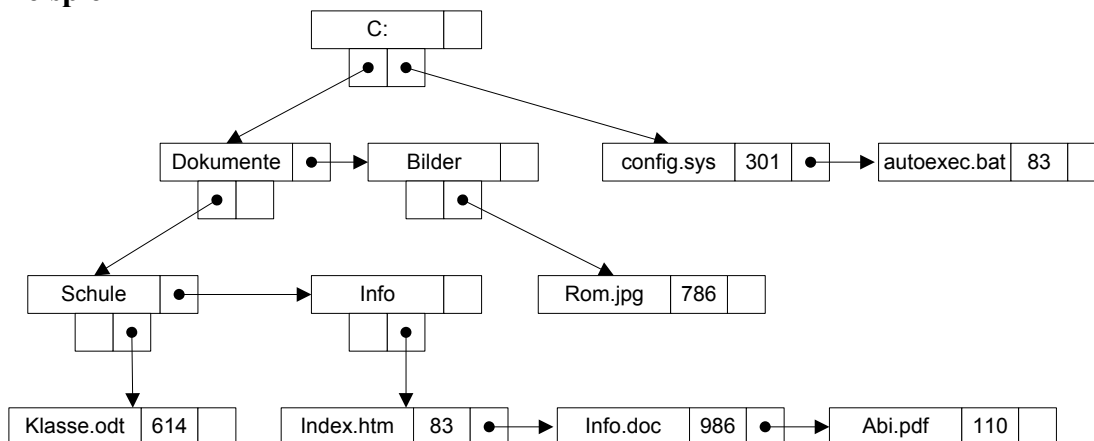 C:
Dokumente Bilder config.sys 301 autoexec.bat 83
Schule Info Rom.jpg 786
Klasse.odt 614 Index.htm 83 Info.doc 986 Abi.pdf 110